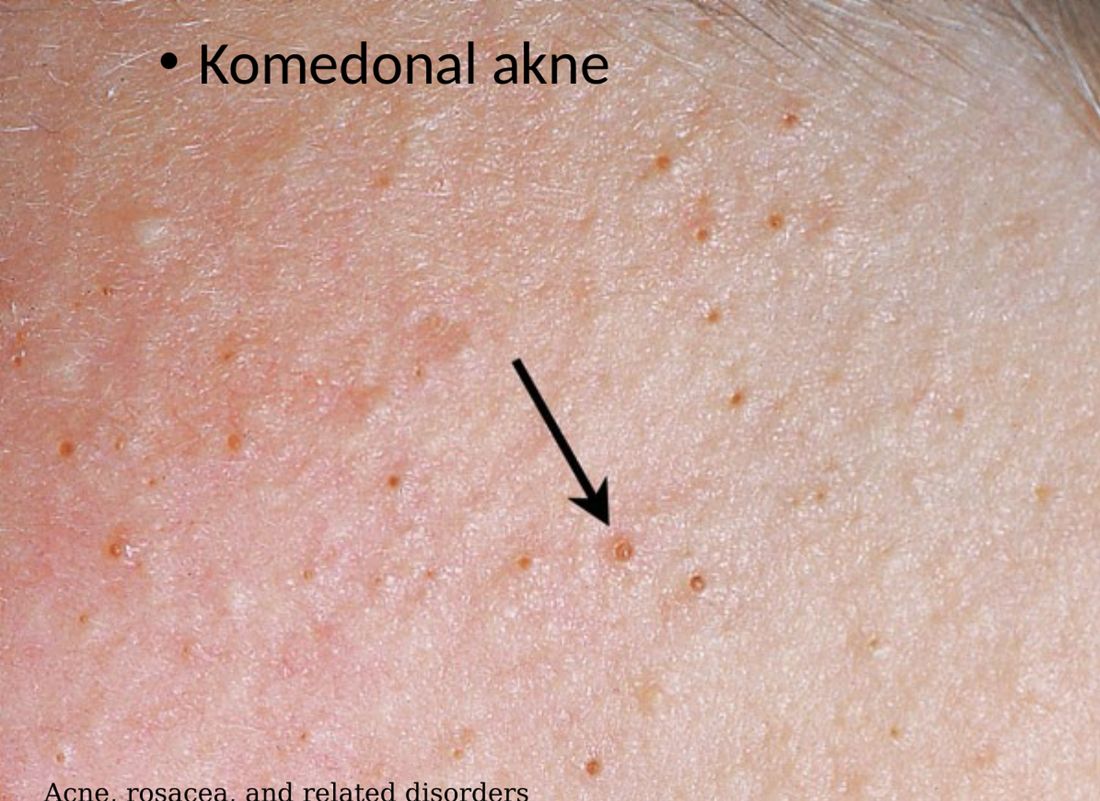 • Komedonal akne
Acne, rosacea, and related disorders